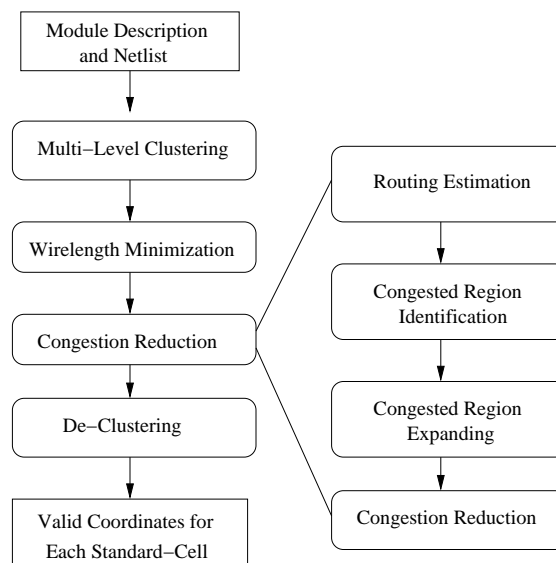 Module Description
and Netlist
Multi−Level Clustering
Wirelength Minimization
Congestion Reduction
De−Clustering
Valid Coordinates for
Each Standard−Cell
Routing Estimation
Congested Region
Identification
Congested Region
Expanding
Congestion Reduction